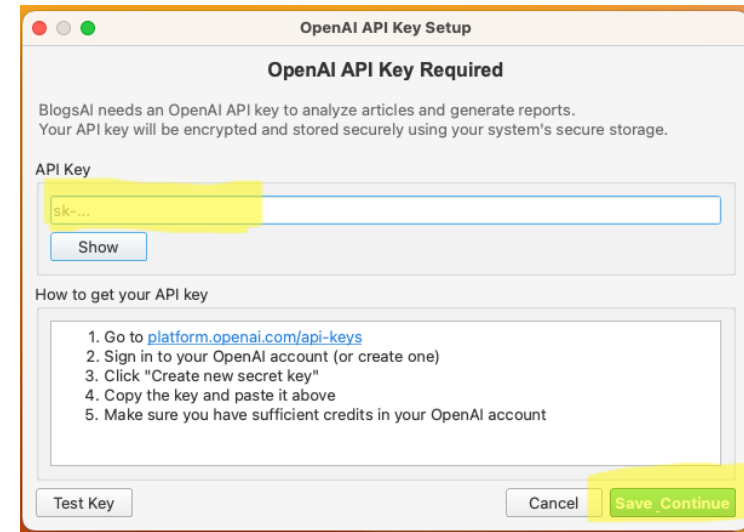 OpenAI API Key Setup
OpenAI API Key Required
BlogsAI needs an OpenAI API key to analyze articles and generate reports.
Your API key will be encrypted and stored securely using your system's secure storage.
API Key
sk-...
Show
How to get your API key
1. Go to platform.openai.com/api-keys
2. Sign in to your OpenAI account (or create one)
3. Click "Create new secret key"
4. Copy the key and paste it above
5. Make sure you have sufficient credits in your OpenAI account
Test Key
Cancel
Save_Continue